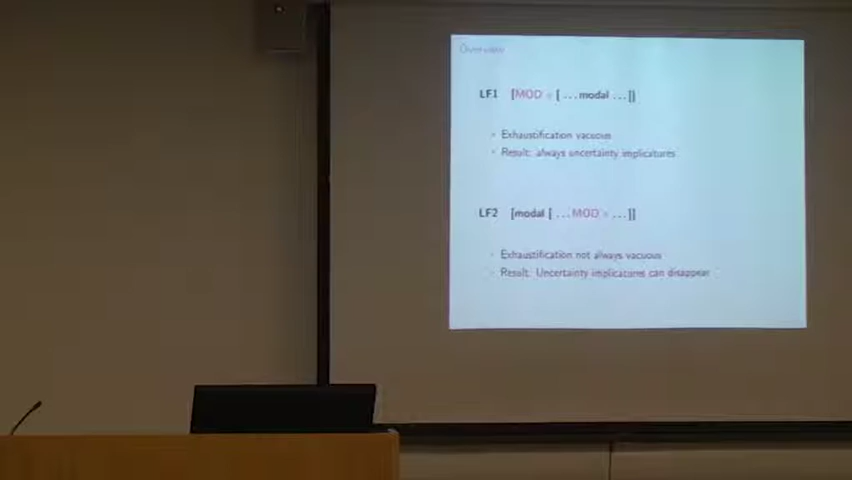 Overview
LF1 [MOD > [ ...modal ...]]
Exhaustification vacuous
Result: always uncertainty implicatures
LF2 [modal [ ...MOD > ...]]
Exhaustification not always vacuous
Result: Uncertainty implicatures can disappear